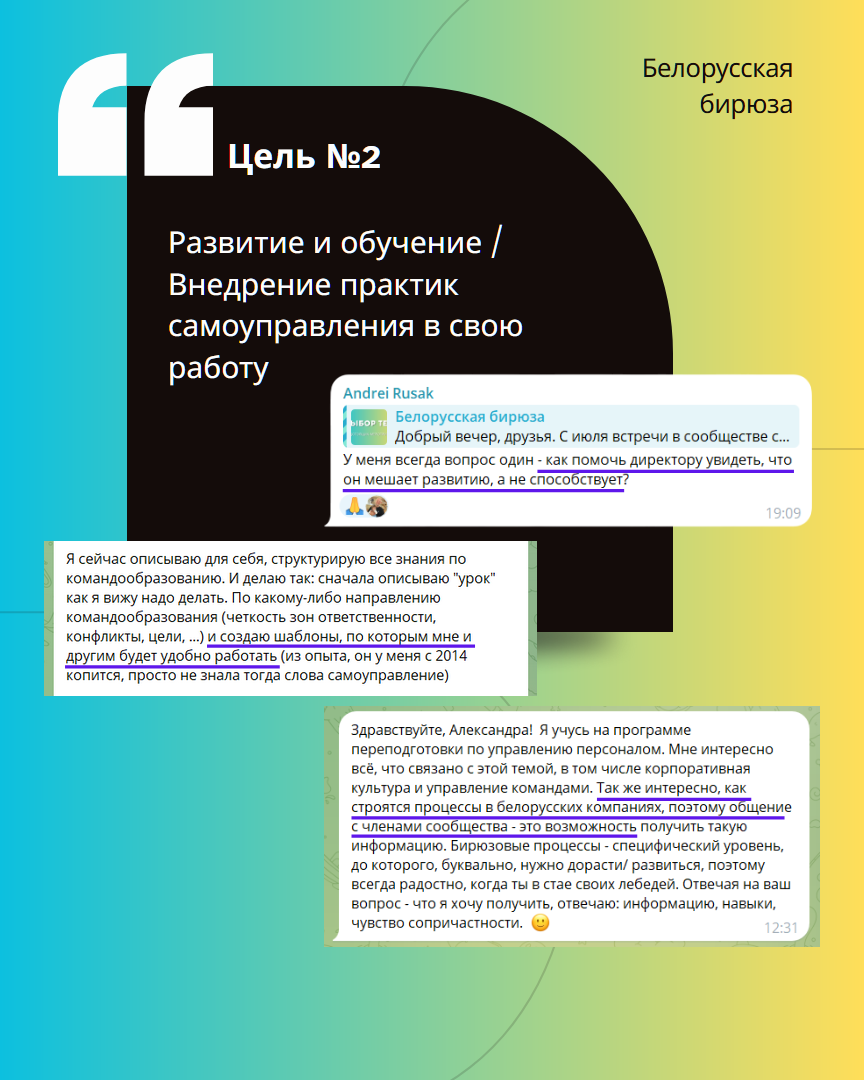 Белорусская
бирюза
Цель №2
Развитие и обучение /
Внедрение практик
самоуправления в свою
работу
Andrei Rusak
ЫБОР ТЕ
Белорусская бирюза
Добрый вечер, друзья. С июля встречи в сообществе с...
У меня всегда вопрос один - как помочь директору увидеть, что
он мешает развитию, а не способствует?
19:09
Я сейчас описываю для себя, структурирую все знания по
командообразованию. И делаю так: сначала описываю "урок"
как я вижу надо делать. По какому-либо направлению
командообразования (четкость зон ответственности,
конфликты, цели, ...) и создаю шаблоны, по которым мне и
другим будет удобно работать (из опыта, он у меня с 2014
копится, просто не знала тогда слова самоуправление)
Здравствуйте, Александра! Я учусь на программе
переподготовки по управлению персоналом. Мне интересно
всё, что связано с этой темой, в том числе корпоративная
культура и управление командами. Так же интересно, как
строятся процессы в белорусских компаниях, поэтому общение
с членами сообщества - это возможность получить такую
информацию. Бирюзовые процессы - специфический уровень,
до которого, буквально, нужно дорасти/ развиться, поэтому
всегда радостно, когда ты в стае своих лебедей. Отвечая на ваш
вопрос - что я хочу получить, отвечаю: информацию, навыки,
чувство сопричастности. 🙂
12:31